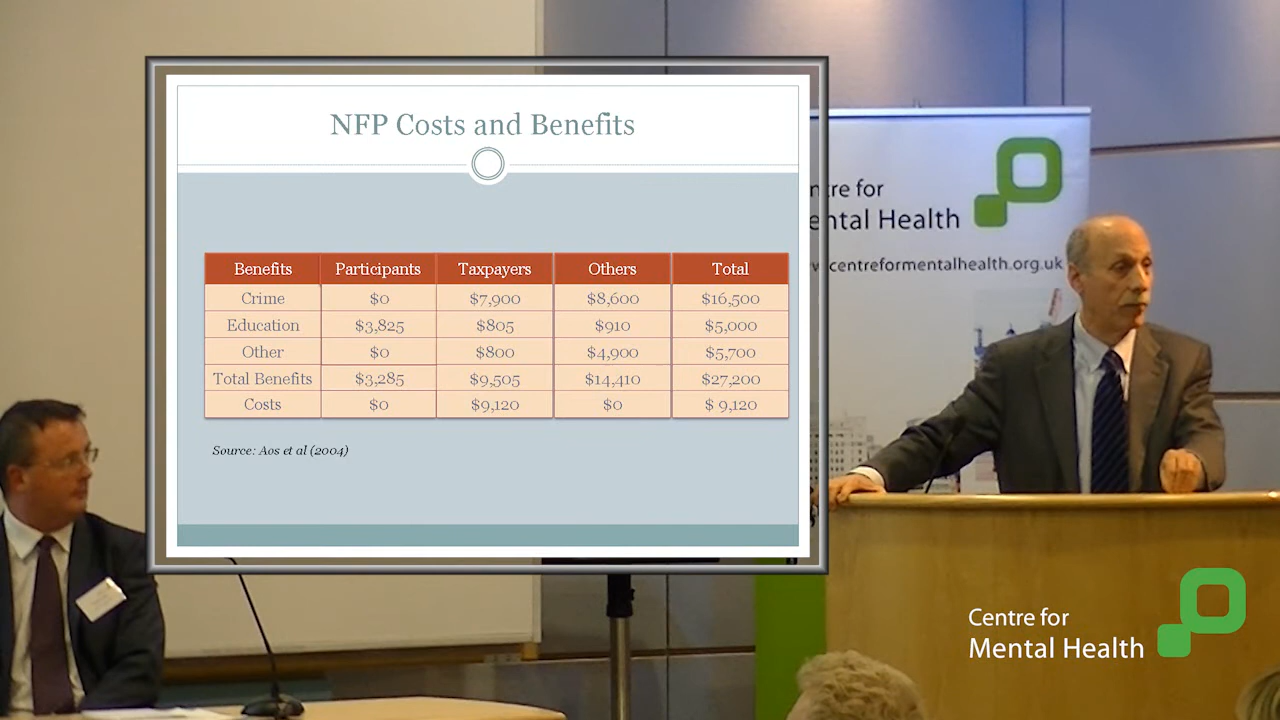 NFP Costs and Benefits
Benefits Participants Taxpayers Others Total
Crime $0 $7,900 $8,600 $16,500
Education $3,825 $805 $910 $5,000
Other $0 $800 $4,900 $5,700
Total Benefits $3,285 $9,505 $14,410 $27,200
Costs $0 $9,120 $0 $ 9,120
Source: Aos et al (2004)
ntre for
ental Health
centreformentalhealth.org.uk
Centre for
Mental Health